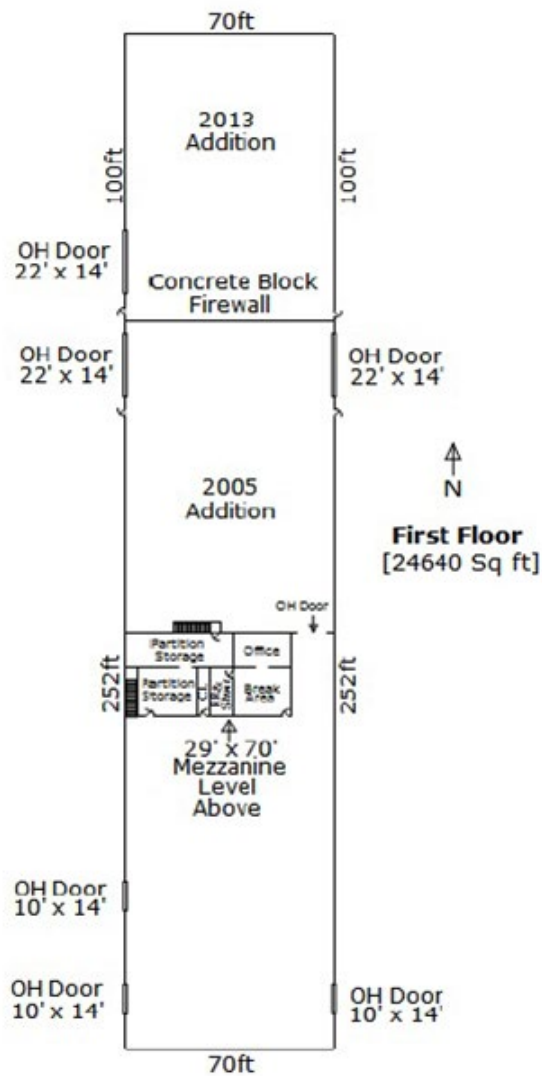 70ft
2013
Addition
100ft
100ft
OH Door
22' x 14'
Concrete Block
Firewall
OH Door
22' x 14'
OH Door
22' x 14'
N
2005
Addition
First Floor
[24640 Sq ft]
OH Door
Partition
Storage
Office
252ft
252ft
Partition
Storage
Break
Area
29' x 70'
Mezzanine
Level
Above
OH Door
10' x 14'
OH Door
10' x 14'
OH Door
10' x 14'
70ft